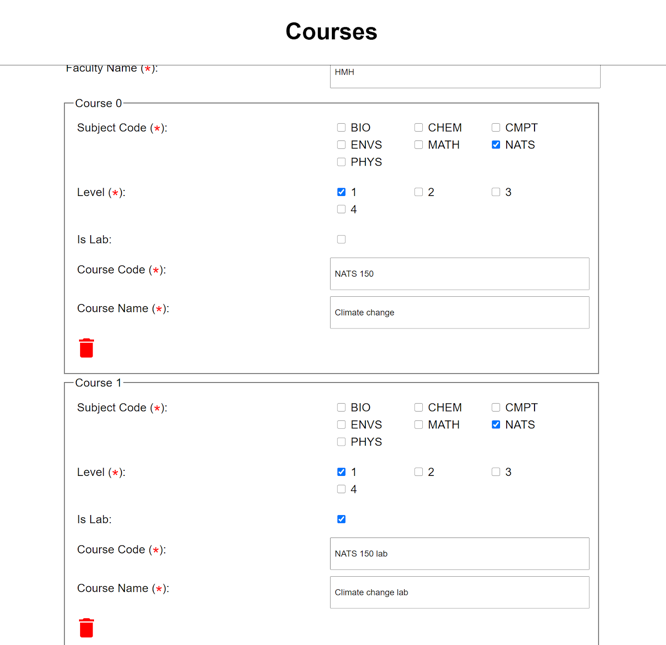 Courses
Faculty Name (*):
HMH
Course 0
Subject Code (*):
BIO CHEM CMPT
ENVS MATH NATS
PHYS
Level (*):
1 2 3
4
Is Lab:
Course Code (*):
NATS 150
Course Name (*):
Climate change
Course 1
Subject Code (*):
BIO CHEM CMPT
ENVS MATH NATS
PHYS
Level (*):
1 2 3
4
Is Lab:
Course Code (*):
NATS 150 lab
Course Name (*):
Climate change lab